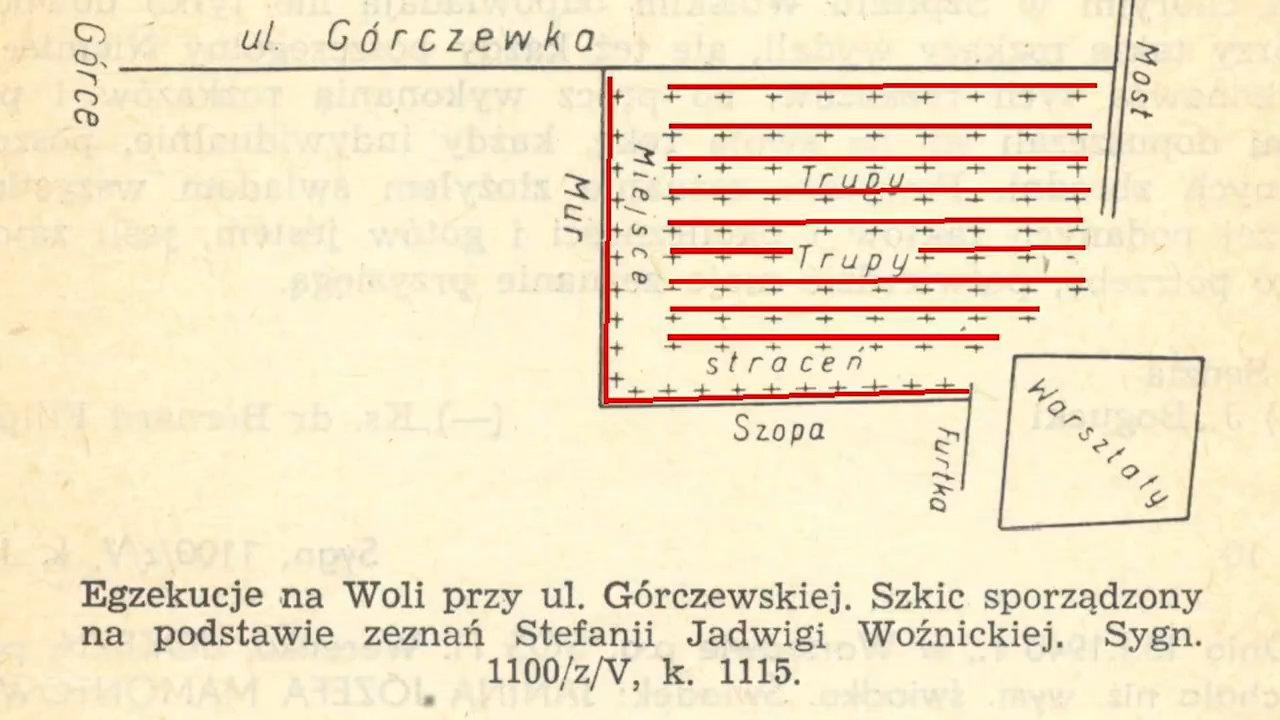 ul. Górczewka
Górce
Most
Mur
Miejsce
Trupy
Trupy
straceń
Szopa
Furtka
Warsztaty
Egzekucje na Woli przy ul. Górczewskiej. Szkic sporządzony
na podstawie zeznań Stefanii Jadwigi Woźnickiej, Sygn.
1100/z/V, k. 1115.